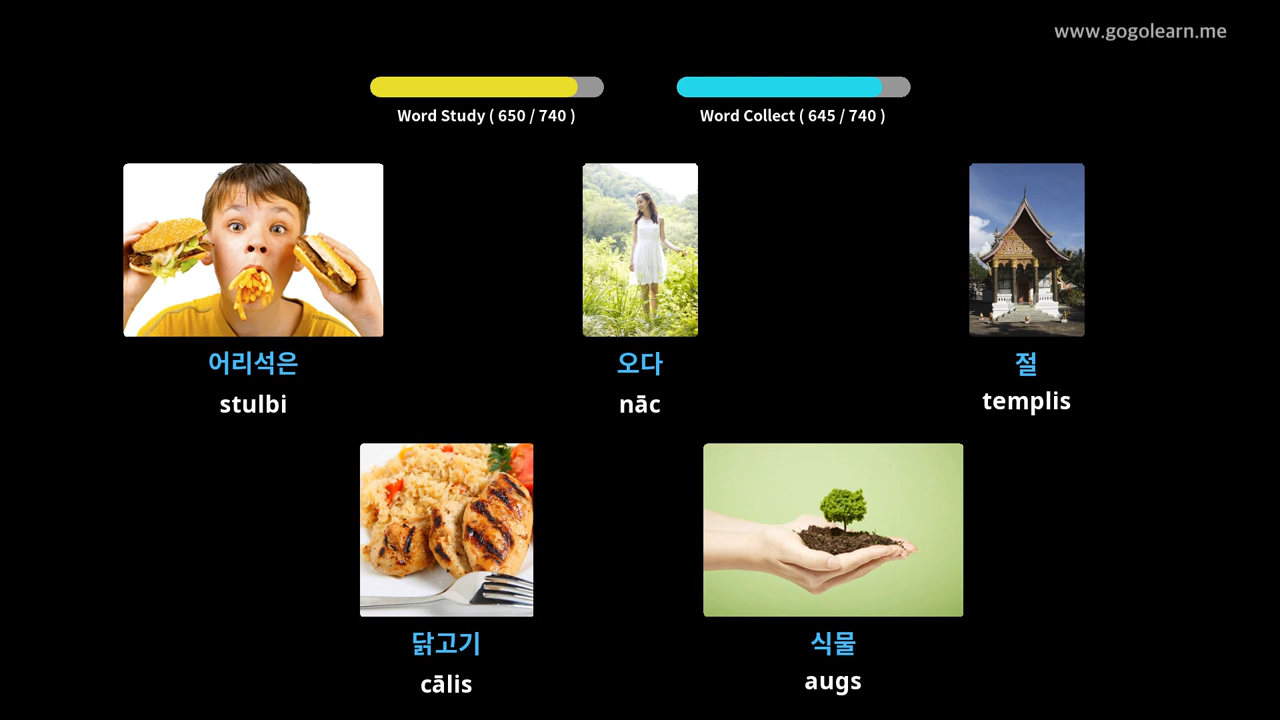 www.gogolearn.me
Word Study ( 650 / 740 )
Word Collect ( 645 / 740 )
어리석은
stulbi
오다
nāc
절
templis
닭고기
cālis
식물
augs